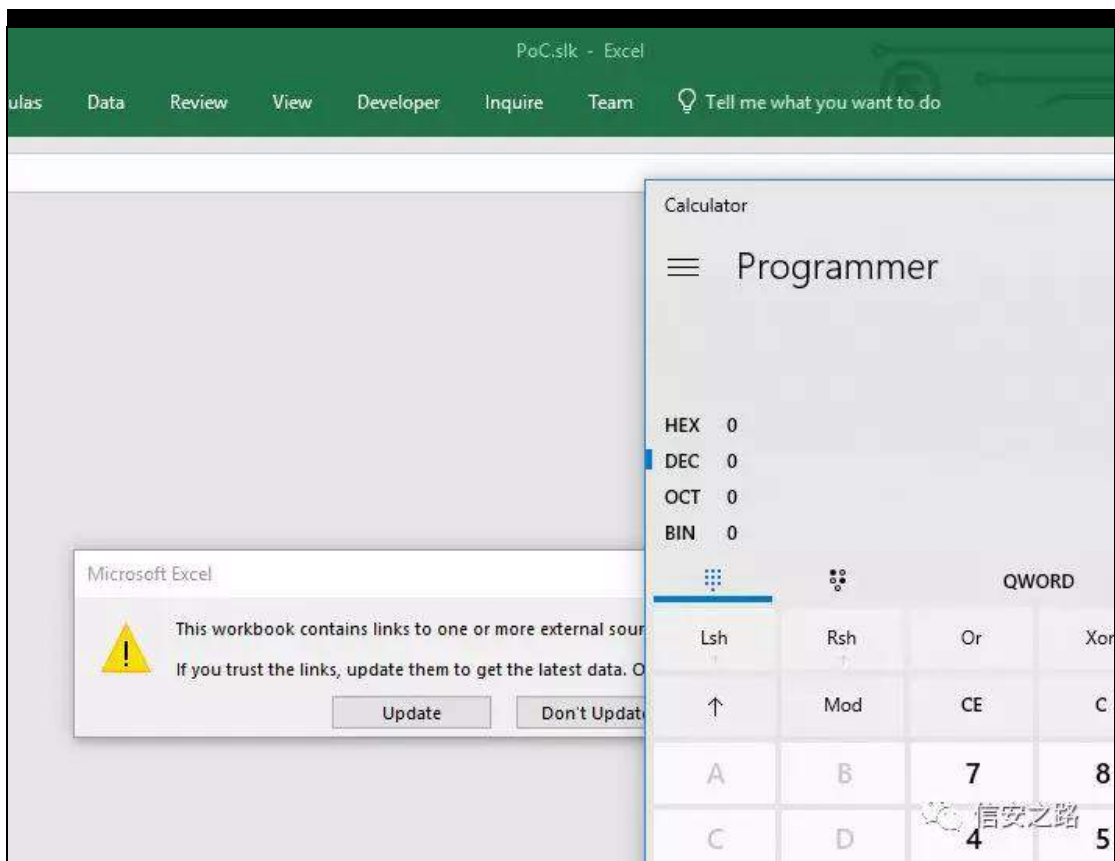 PoC.slk - Excel
ulas Data Review View Developer Inquire Team Tell me what you want to do
Calculator
Programmer
HEX 0
DEC 0
OCT 0
BIN 0
Microsoft Excel
This workbook contains links to one or more external sour
If you trust the links, update them to get the latest data. O
Update Don't Update
QWORD
Lsh Rsh Or Xor
↑ Mod CE C
A B 7 8
C D 4 5
信安之路